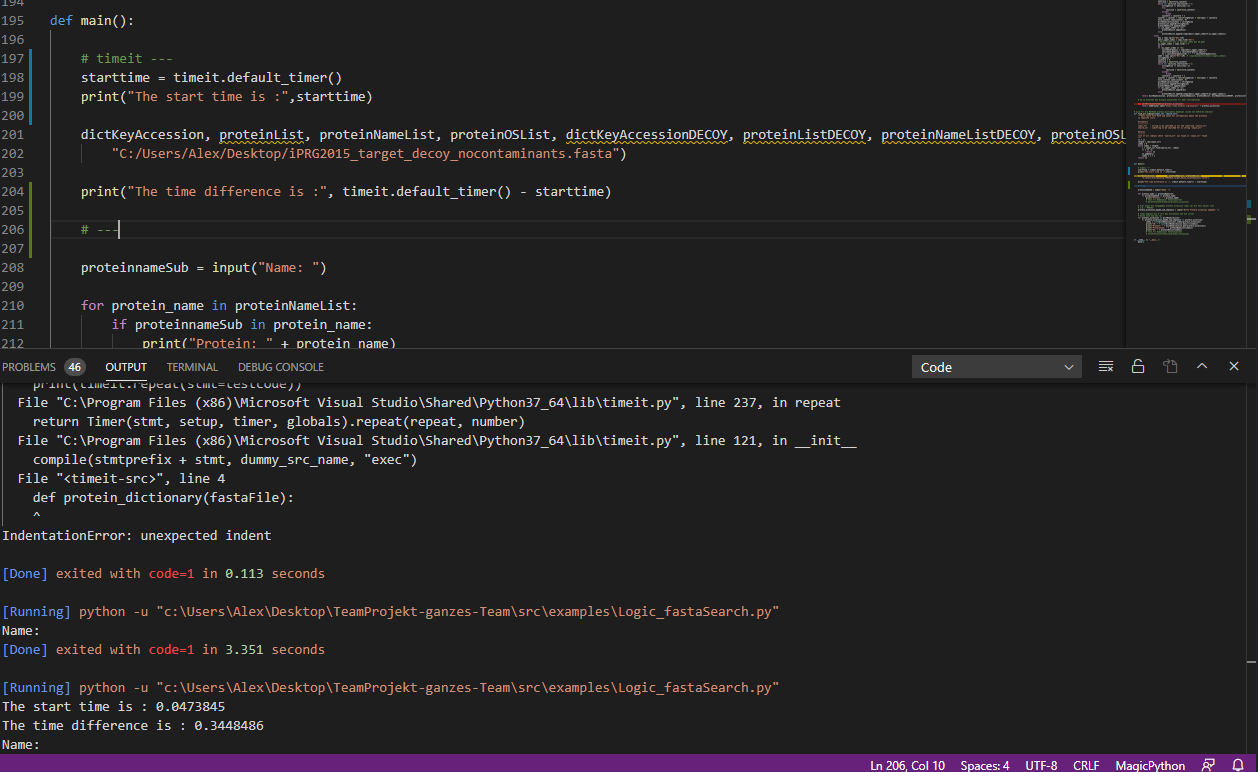 194
195 def main():
196
197 # timeit ---
198 starttime = timeit.default_timer()
199 print("The start time is :",starttime)
200
201 dictKeyAccession, proteinList, proteinNameList, proteinOSList, dictKeyAccessionDECOY, proteinListDECOY, proteinNameListDECOY, proteinOSL
202 "C:/Users/Alex/Desktop/iPRG2015_target_decoy_nocontaminants.fasta")
203
204 print("The time difference is :", timeit.default_timer() - starttime)
205
206 # ---
207
208 proteinnameSub = input("Name: ")
209
210 for protein_name in proteinNameList:
211 if proteinnameSub in protein_name:
212 print("Protein: " + protein_name)
PROBLEMS 46 OUTPUT TERMINAL DEBUG CONSOLE Code
print(timeit.repeat(stmt=testcode))
File "C:\Program Files (x86)\Microsoft Visual Studio\Shared\Python37_64\lib\timeit.py", line 237, in repeat
return Timer(stmt, setup, timer, globals).repeat(repeat, number)
File "C:\Program Files (x86)\Microsoft Visual Studio\Shared\Python37_64\lib\timeit.py", line 121, in __init__
compile(stmtprefix + stmt, dummy_src_name, "exec")
File "<timeit-src>", line 4
def protein_dictionary(fastaFile):
^
IndentationError: unexpected indent
[Done] exited with code=1 in 0.113 seconds
[Running] python -u "c:\Users\Alex\Desktop\TeamProjekt-ganzes-Team\src\examples\Logic_fastaSearch.py"
Name:
[Done] exited with code=1 in 3.351 seconds
[Running] python -u "c:\Users\Alex\Desktop\TeamProjekt-ganzes-Team\src\examples\Logic_fastaSearch.py"
The start time is : 0.0473845
The time difference is : 0.3448486
Name:
Ln 206, Col 10 Spaces: 4 UTF-8 CRLF MagicPython